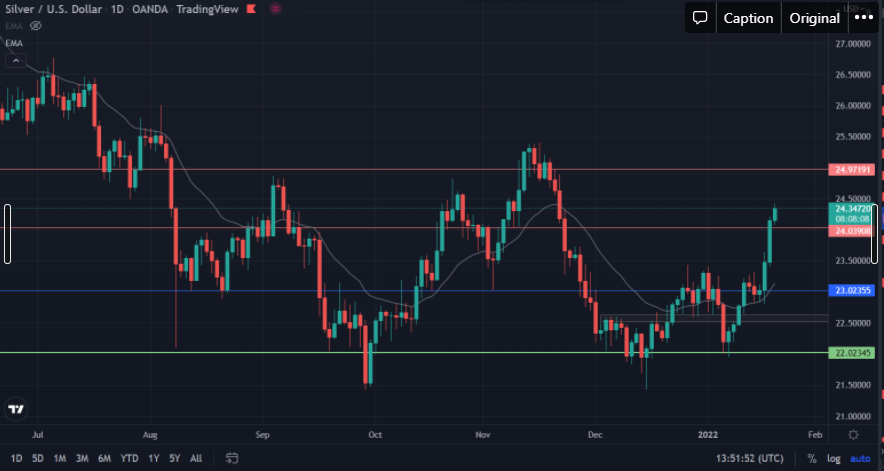 Silver / U.S. Dollar · 1D · OANDA · TradingView
Caption
Original
EMA
EMA
USD
27.00000
26.50000
26.00000
25.50000
24.97191
24.50000
24.34720
08:08:08
24.03908
23.50000
23.02355
22.50000
22.02345
21.50000
21.00000
Jul Aug Sep Oct Nov Dec 2022 Feb
1D 5D 1M 3M 6M YTD 1Y 5Y All 13:51:52 (UTC) % log auto